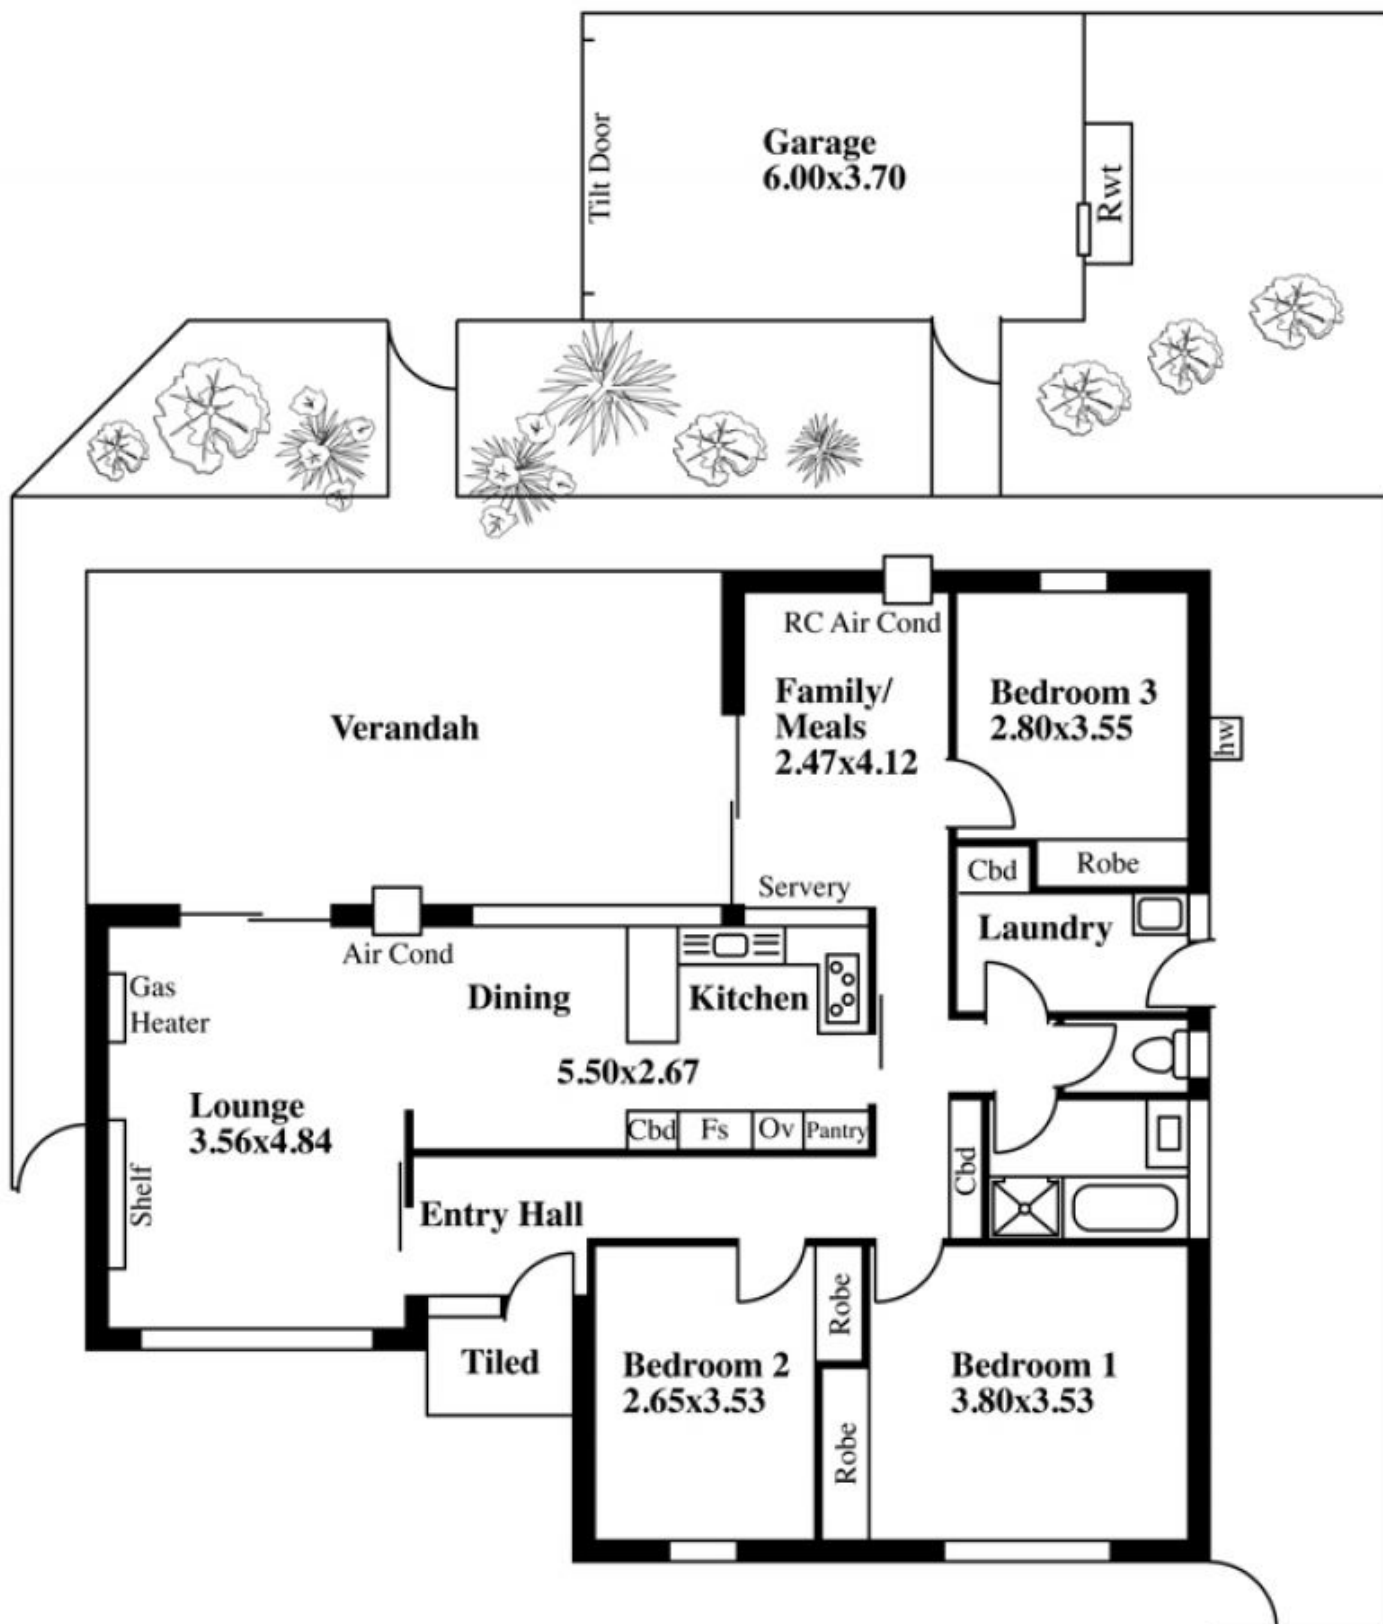 Garage
6.00x3.70
Tilt Door
Rwt
RC Air Cond
Family/
Meals
2.47x4.12
Bedroom 3
2.80x3.55
hw
Verandah
Servery
Cbd
Robe
Laundry
Air Cond
Gas
Heater
Dining
Kitchen
5.50x2.67
Lounge
3.56x4.84
Cbd
Fs
Ov
Pantry
Shelf
Entry Hall
Cbd
Tiled
Robe
Bedroom 2
2.65x3.53
Bedroom 1
3.80x3.53
Robe